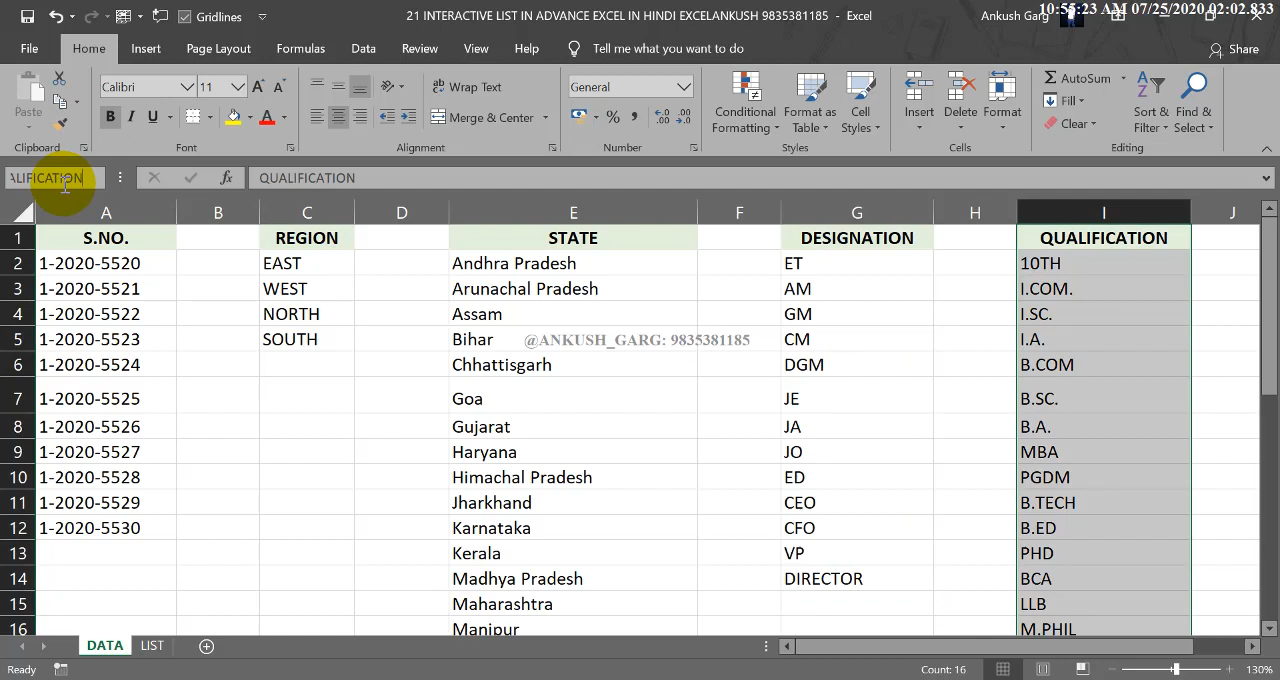 10:55:23 AM 07/25/2020.02:02.833
Gridlines
21 INTERACTIVE LIST IN ADVANCE EXCEL IN HINDI EXCELANKUSH 9835381185 - Excel
Ankush Garg
File Home Insert Page Layout Formulas Data Review View Help Tell me what you want to do Share
Paste Calibri 11 A A Wrap Text General Conditional Formatting Format as Table Cell Styles Insert Delete Format AutoSum Fill Clear Sort & Filter Find & Select
B I U A Merge & Center % ,
Clipboard Font Alignment Number Styles Cells Editing
ALIFICATION fx QUALIFICATION
A B C D E F G H I J
1 S.NO. REGION STATE DESIGNATION QUALIFICATION
2 1-2020-5520 EAST Andhra Pradesh ET 10TH
3 1-2020-5521 WEST Arunachal Pradesh AM I.COM.
4 1-2020-5522 NORTH Assam GM I.SC.
5 1-2020-5523 SOUTH Bihar @ANKUSH_GARG: 9835381185 CM I.A.
6 1-2020-5524 Chhattisgarh DGM B.COM
7 1-2020-5525 Goa JE B.SC.
8 1-2020-5526 Gujarat JA B.A.
9 1-2020-5527 Haryana JO MBA
10 1-2020-5528 Himachal Pradesh ED PGDM
11 1-2020-5529 Jharkhand CEO B.TECH
12 1-2020-5530 Karnataka CFO B.ED
13 Kerala VP PHD
14 Madhya Pradesh DIRECTOR BCA
15 Maharashtra LLB
16 Manipur M.PHIL
DATA LIST
Ready Count: 16 130%